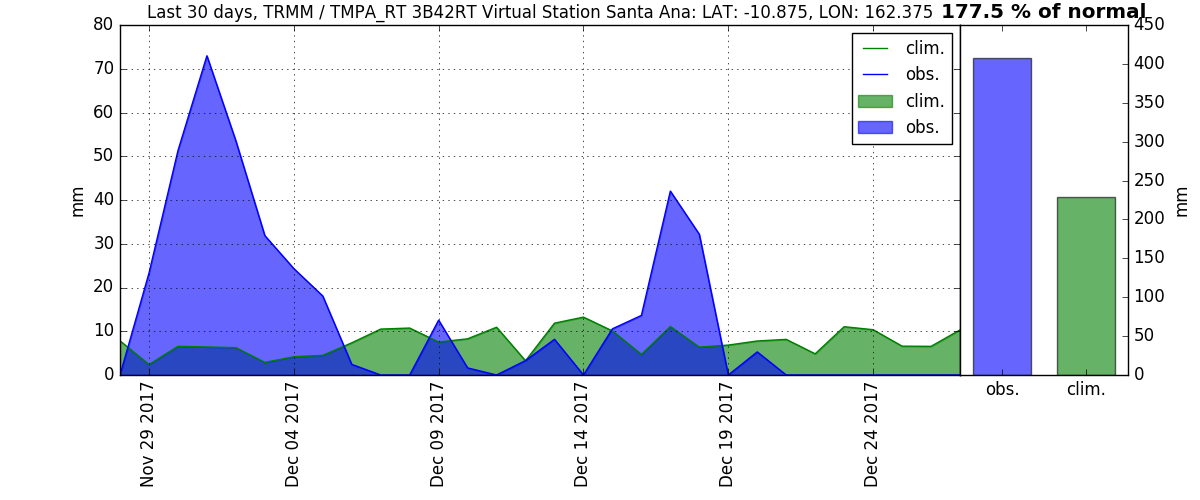 Last 30 days, TRMM / TMPA_RT 3B42RT Virtual Station Santa Ana: LAT: -10.875, LON: 162.375 177.5 % of normal
80
70
60
50
40
30
20
10
0
mm
clim.
obs.
clim.
obs.
450
400
350
300
250
200
150
100
50
0
mm
Nov 29 2017
Dec 04 2017
Dec 09 2017
Dec 14 2017
Dec 19 2017
Dec 24 2017
obs.
clim.